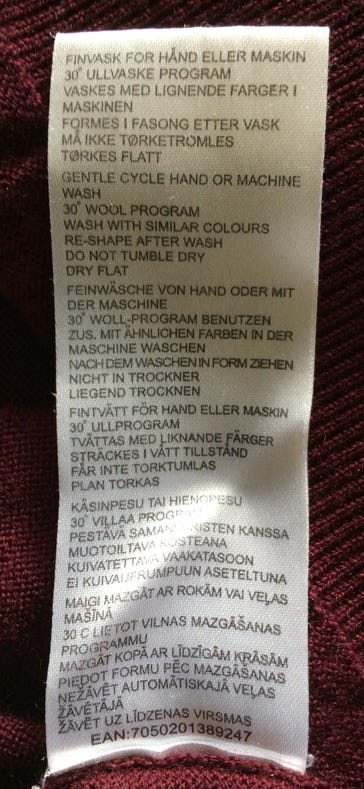 FINVASK FOR HÅND ELLER MASKIN
30° ULLVASKE PROGRAM
VASKES MED LIGNENDE FARGER I
MASKINEN
FORMES I FASONG ETTER VASK
MÅ IKKE TØRKETROMLES
TØRKES FLATT
GENTLE CYCLE HAND OR MACHINE
WASH
30° WOOL PROGRAM
WASH WITH SIMILAR COLOURS
RE-SHAPE AFTER WASH
DO NOT TUMBLE DRY
DRY FLAT
FEINWÄSCHE VON HAND ODER MIT
DER MASCHINE
30° WOLL-PROGRAM BENUTZEN
ZUS. MIT ÄHNLICHEN FARBEN IN DER
MASCHINE WASCHEN
NACH DEM WASCHEN IN FORM ZIEHEN
NICHT IN TROCKNER
LIEGEND TROCKNEN
FINTVÄTT FÖR HAND ELLER MASKIN
30° ULLPROGRAM
TVÄTTAS MED LIKNANDE FÄRGER
STRÄCKES I VÅTT TILLSTÅND
FÅR INTE TORKTUMLAS
PLAN TORKAS
KÄSINPESU TAI HIENOPESU
30° VILLAA
PESTÄVÄ KANSSA
MUOTOILTAVA KOSTEANA
KUIVATETTAVA VAAKATASOON
EI KUIVAUFRUMPUUN ASETELTUNA
MAIGI MAZGĀT AR ROKĀM VAI VEĻAS
MAŠĪNĀ
30 C LIETOT VILNAS MAZGĀŠANAS
PROGRAMMU
MAZGĀT KOPĀ AR LĪDZĪGĀM KRĀSĀM
PIEDOT FORMU PĒC MAZGĀŠANAS
NEŽĀVĒT AUTOMĀTISKAJĀ VEĻAS
ŽĀVĒTĀJĀ
ŽĀVĒT UZ LĪDZENAS VIRSMAS
EAN:7050201389247